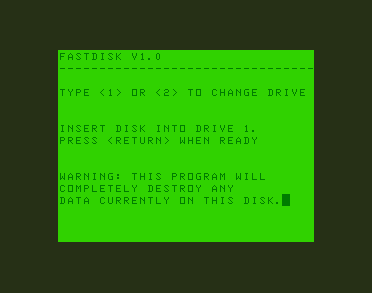 FASTDISK V1.0
--------------------------------
TYPE <1> OR <2> TO CHANGE DRIVE
INSERT DISK INTO DRIVE 1.
PRESS <RETURN> WHEN READY
WARNING: THIS PROGRAM WILL
COMPLETELY DESTROY ANY
DATA CURRENTLY ON THIS DISK.